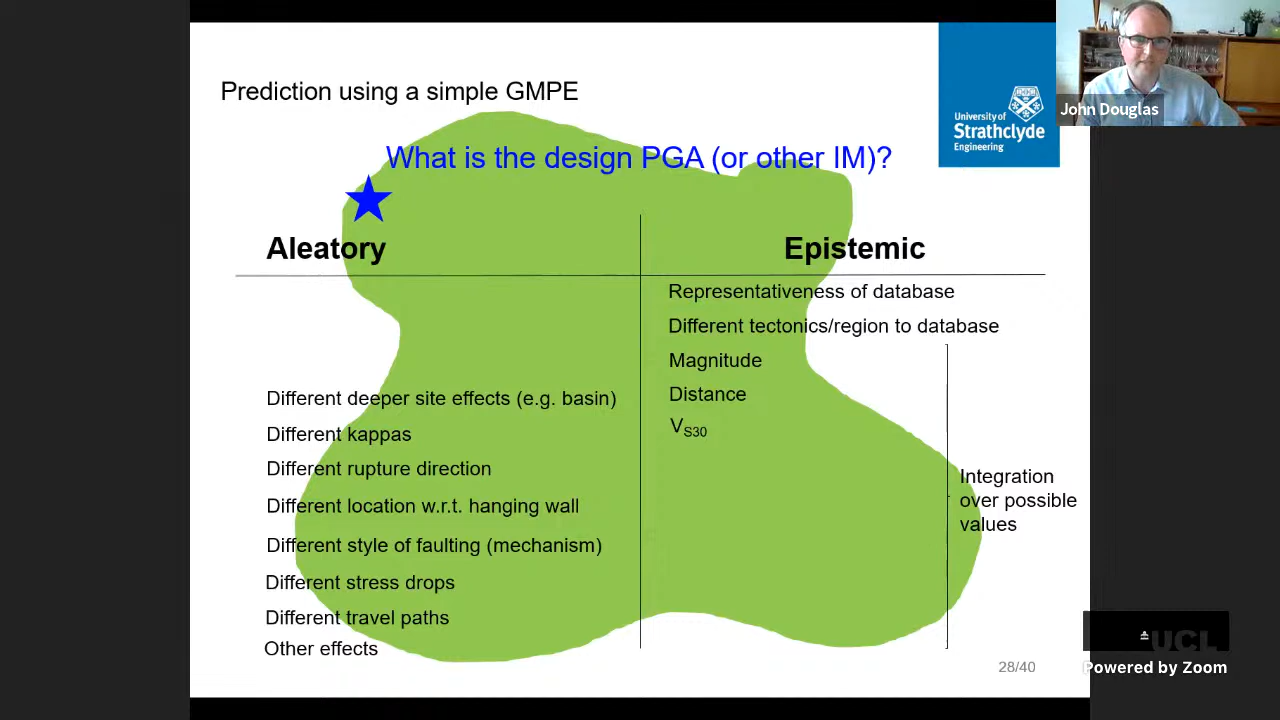 Prediction using a simple GMPE
University of
Strathclyde
Engineering
John Douglas
What is the design PGA (or other IM)?
Aleatory
Epistemic
Representativeness of database
Different tectonics/region to database
Magnitude
Distance
VS30
Different deeper site effects (e.g. basin)
Different kappas
Different rupture direction
Different location w.r.t. hanging wall
Different style of faulting (mechanism)
Different stress drops
Different travel paths
Other effects
Integration
over possible
values
28/40
UCL
Powered by Zoom